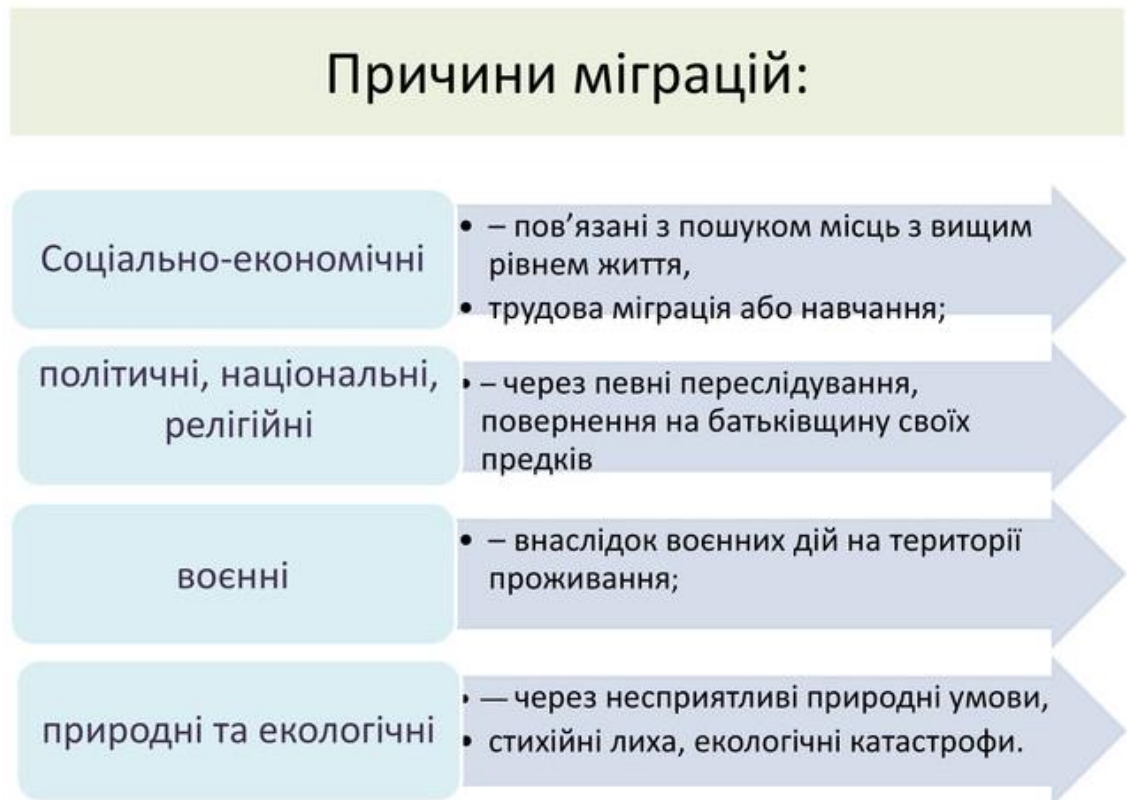 Причини міграцій:
Соціально-економічні
• – пов’язані з пошуком місць з вищим
рівнем життя,
• трудова міграція або навчання;
політичні, національні,
релігійні
• – через певні переслідування,
повернення на батьківщину своїх
предків
воєнні
• – внаслідок воєнних дій на території
проживання;
природні та екологічні
• — через несприятливі природні умови,
• стихійні лиха, екологічні катастрофи.